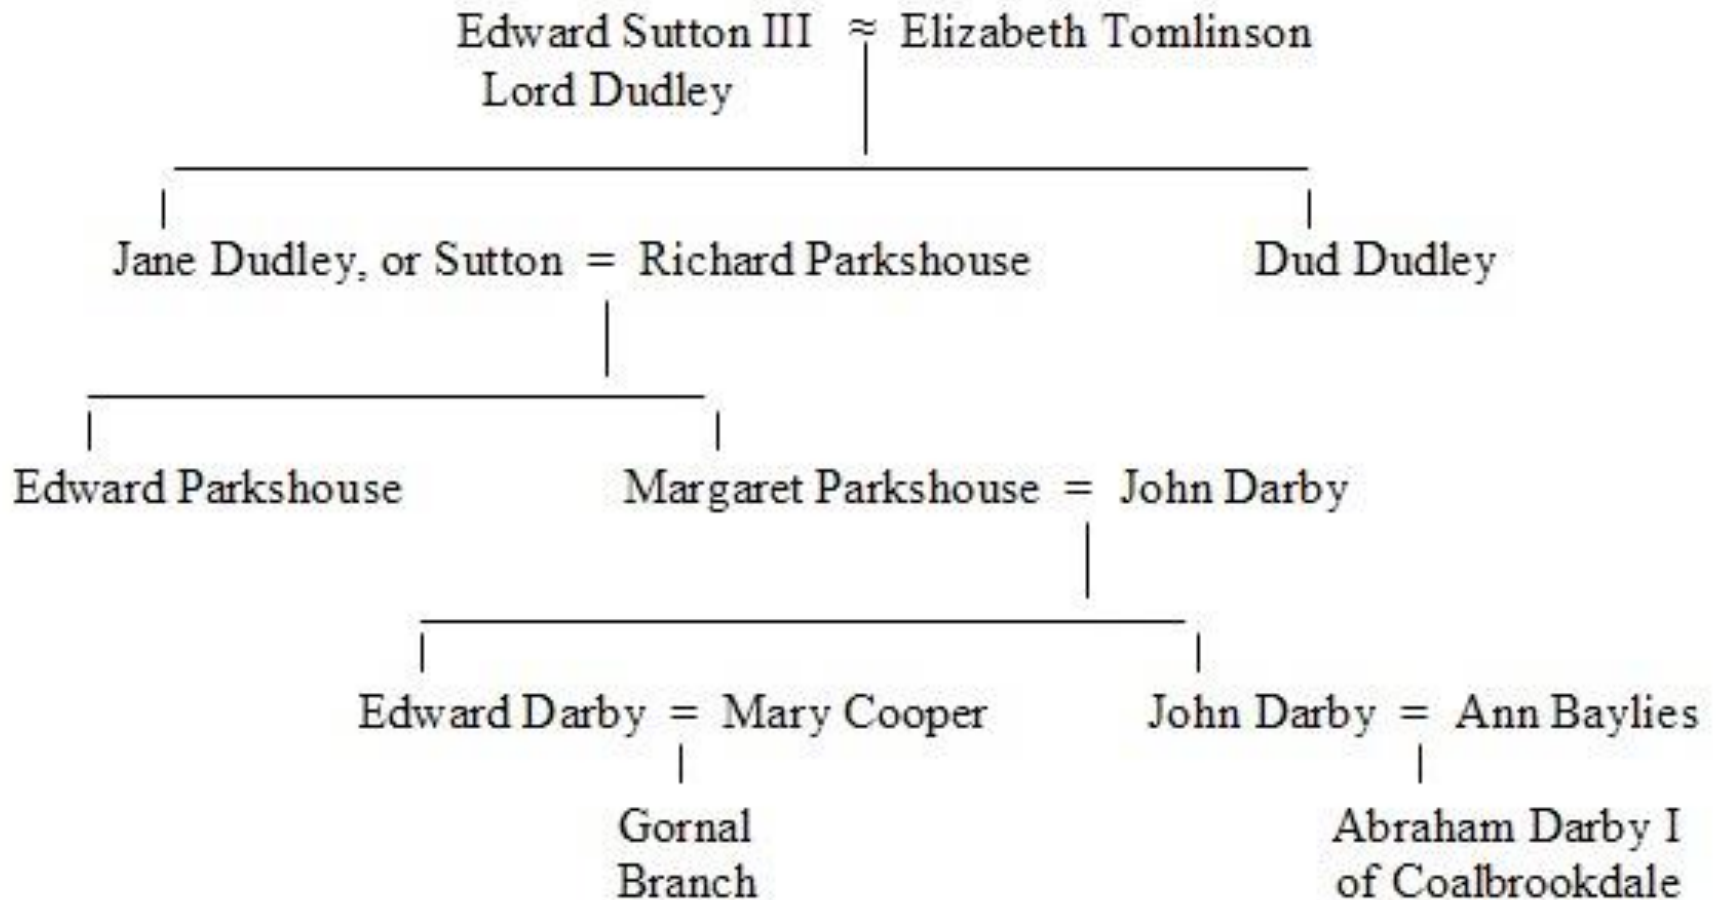 Edward Sutton III ≈ Elizabeth Tomlinson
Lord Dudley
Jane Dudley, or Sutton = Richard Parkshouse
Dud Dudley
Edward Parkshouse
Margaret Parkshouse = John Darby
Edward Darby = Mary Cooper
John Darby = Ann Baylies
Gornal
Branch
Abraham Darby I
of Coalbrookdale